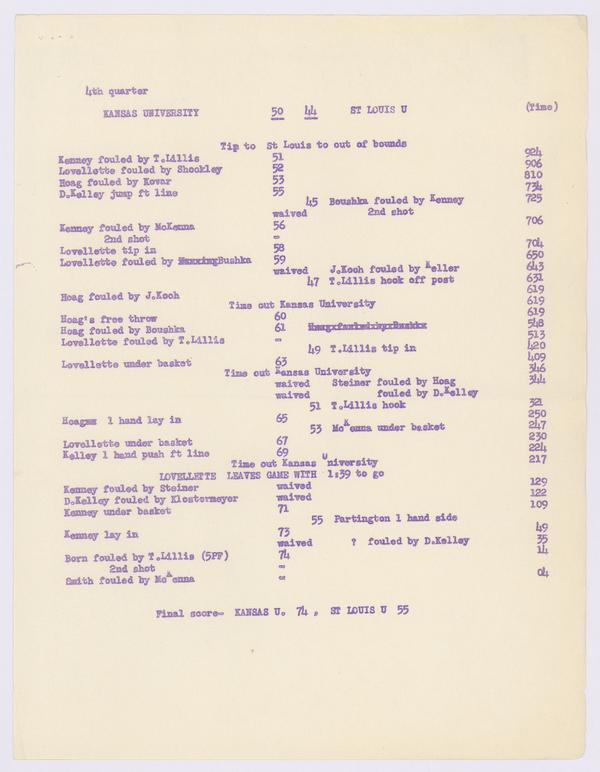 4th quarter
KANSAS UNIVERSITY 50 44 ST LOUIS U (Time)
Tip to St Louis to out of bounds 924
Kenney fouled by T.Lillis 51 906
Lovellette fouled by Shockley 52 810
Hoag fouled by Kovar 53 734
D.Kelley jump ft line 55 725
45 Boushka fouled by Kenney
waived 2nd shot 706
Kenney fouled by McKenna 56
2nd shot - 704
Lovellette tip in 58 650
Lovellette fouled by Bushka 59 643
waived J.Koch fouled by Keller 631
47 T.Lillis hook off post 619
Hoag fouled by J.Koch 619
Time out Kansas University 619
Hoag's free throw 60 548
Hoag fouled by Boushka 61 513
Lovellette fouled by T.Lillis - 420
49 T.Lillis tip in 409
Lovellette under basket 63 346
Time out Kansas University 344
waived Steiner fouled by Hoag
waived fouled by D.Kelley 321
51 T.Lillis hook 250
Hoag 1 hand lay in 65 247
53 McKenna under basket 230
Lovellette under basket 67 224
Kelley 1 hand push ft line 69 217
Time out Kansas University
LOVELLETTE LEAVES GAME WITH 1:39 to go
Kenney fouled by Steiner waived 129
D.Kelley fouled by Klostermeyer waived 122
Kenney under basket 71 109
55 Partington 1 hand side 49
Kenney lay in 73 35
waived ? fouled by D.Kelley 14
Born fouled by T.Lillis (5PF) 74
2nd shot - 04
Smith fouled by McKenna -
Final score- KANSAS U. 74 , ST LOUIS U 55